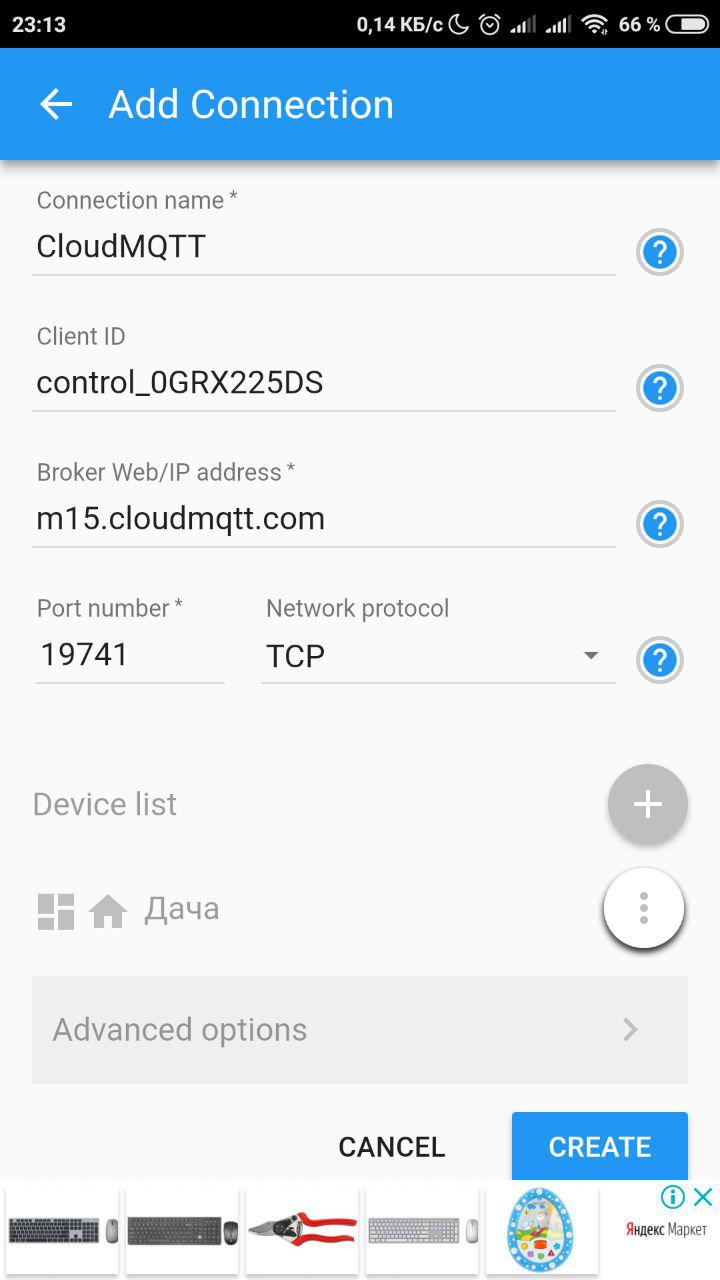 23:13 0,14 КБ/с 66 %
Add Connection
Connection name *
CloudMQTT
Client ID
control_0GRX225DS
Broker Web/IP address *
m15.cloudmqtt.com
Port number * Network protocol
19741 TCP
Device list
Дача
Advanced options
CANCEL CREATE
Яндекс Маркет